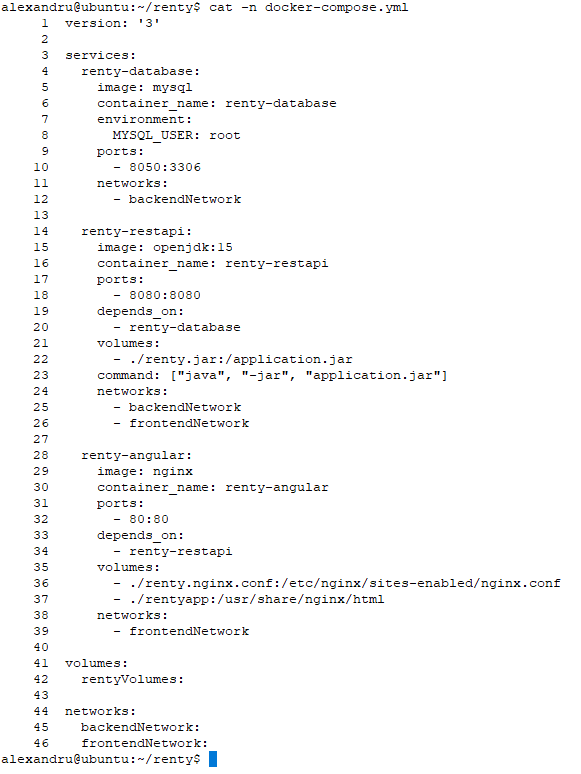 alexandru@ubuntu:~/renty$ cat -n docker-compose.yml
     1  version: '3'
     2
     3  services:
     4    renty-database:
     5      image: mysql
     6      container_name: renty-database
     7      environment:
     8        MYSQL_USER: root
     9      ports:
    10        - 8050:3306
    11      networks:
    12        - backendNetwork
    13
    14    renty-restapi:
    15      image: openjdk:15
    16      container_name: renty-restapi
    17      ports:
    18        - 8080:8080
    19      depends_on:
    20        - renty-database
    21      volumes:
    22        - ./renty.jar:/application.jar
    23      command: ["java", "-jar", "application.jar"]
    24      networks:
    25        - backendNetwork
    26        - frontendNetwork
    27
    28    renty-angular:
    29      image: nginx
    30      container_name: renty-angular
    31      ports:
    32        - 80:80
    33      depends_on:
    34        - renty-restapi
    35      volumes:
    36        - ./renty.nginx.conf:/etc/nginx/sites-enabled/nginx.conf
    37        - ./rentyapp:/usr/share/nginx/html
    38      networks:
    39        - frontendNetwork
    40
    41  volumes:
    42    rentyVolumes:
    43
    44  networks:
    45    backendNetwork:
    46    frontendNetwork:
alexandru@ubuntu:~/renty$